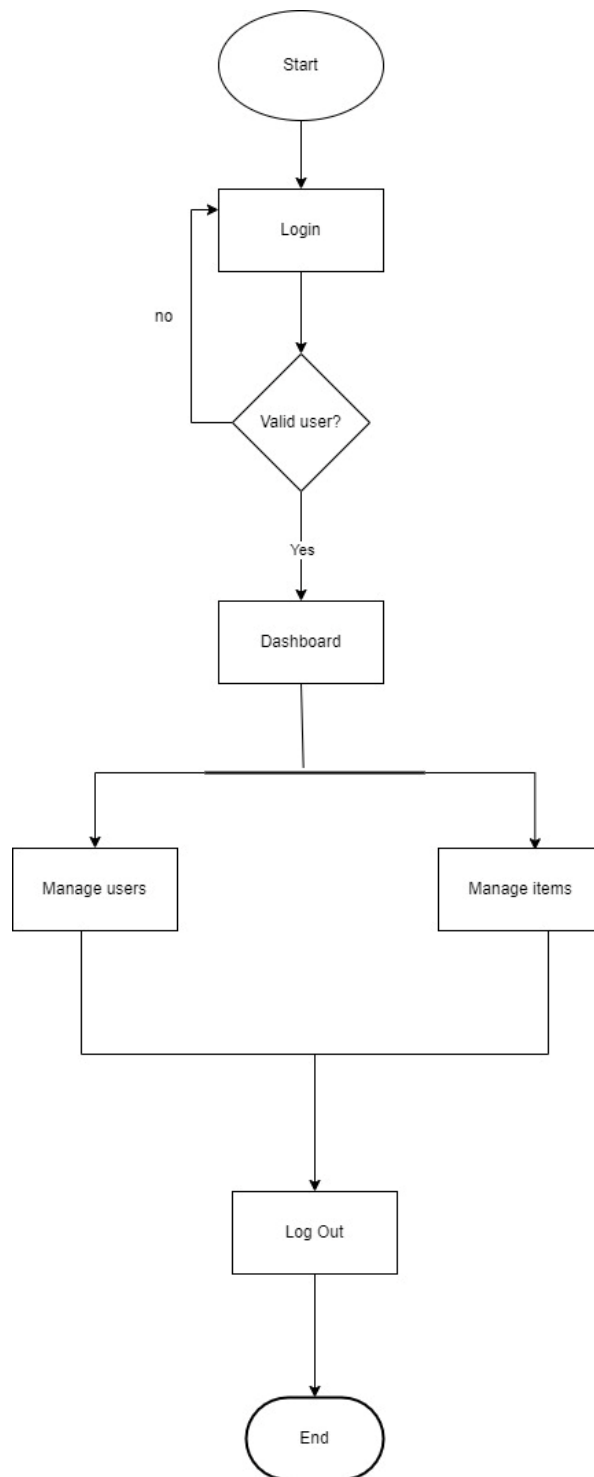 Start
Login
no
Valid user?
Yes
Dashboard
Manage users
Manage items
Log Out
End